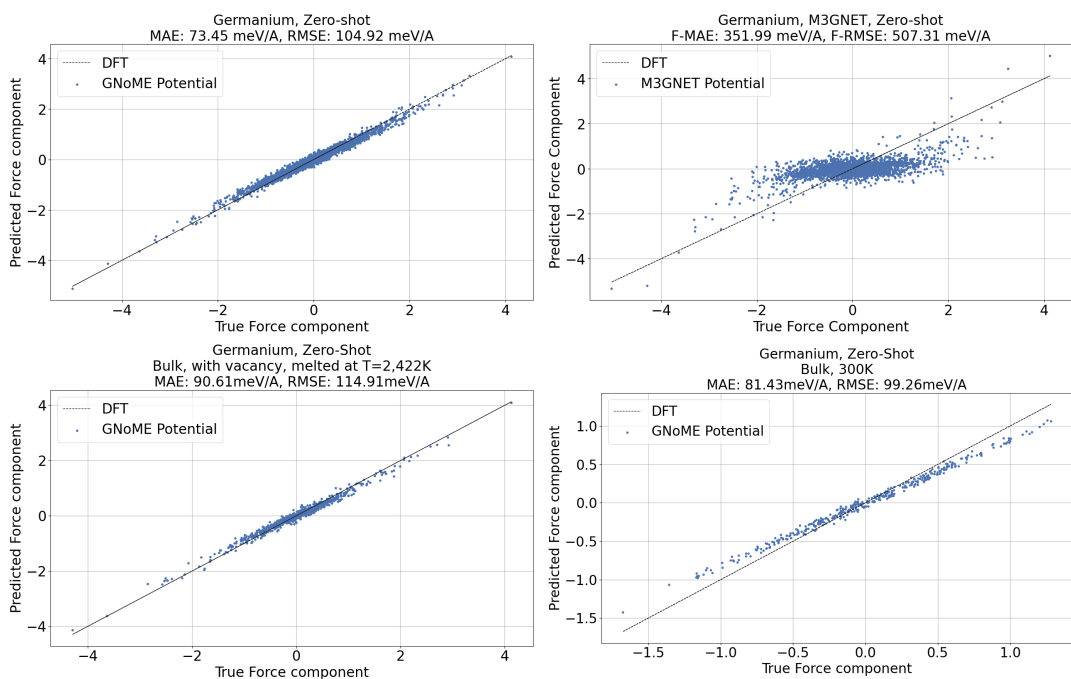 Germanium, Zero-shot
MAE: 73.45 meV/A, RMSE: 104.92 meV/A
DFT
GNoME Potential
Predicted Force component
4
2
0
−2
−4
−4
−2
0
2
4
True Force component
Germanium, M3GNET, Zero-shot
F-MAE: 351.99 meV/A, F-RMSE: 507.31 meV/A
DFT
M3GNET Potential
Predicted Force Component
4
2
0
−2
−4
−4
−2
0
2
4
True Force Component
Germanium, Zero-Shot
Bulk, with vacancy, melted at T=2,422K
MAE: 90.61meV/A, RMSE: 114.91meV/A
DFT
GNoME Potential
Predicted Force component
4
2
0
−2
−4
−4
−2
0
2
4
True Force component
Germanium, Zero-Shot
Bulk, 300K
MAE: 81.43meV/A, RMSE: 99.26meV/A
DFT
GNoME Potential
Predicted Force component
1.0
0.5
0.0
−0.5
−1.0
−1.5
−1.5
−1.0
−0.5
0.0
0.5
1.0
True Force component